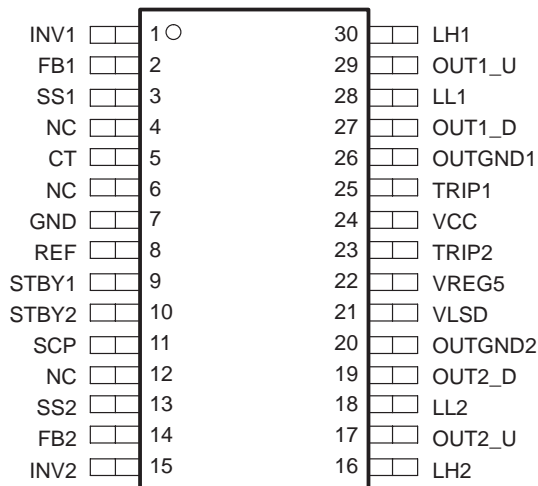 INV1 1 30 LH1
FB1 2 29 OUT1_U
SS1 3 28 LL1
NC 4 27 OUT1_D
CT 5 26 OUTGND1
NC 6 25 TRIP1
GND 7 24 VCC
REF 8 23 TRIP2
STBY1 9 22 VREG5
STBY2 10 21 VLSD
SCP 11 20 OUTGND2
NC 12 19 OUT2_D
SS2 13 18 LL2
FB2 14 17 OUT2_U
INV2 15 16 LH2